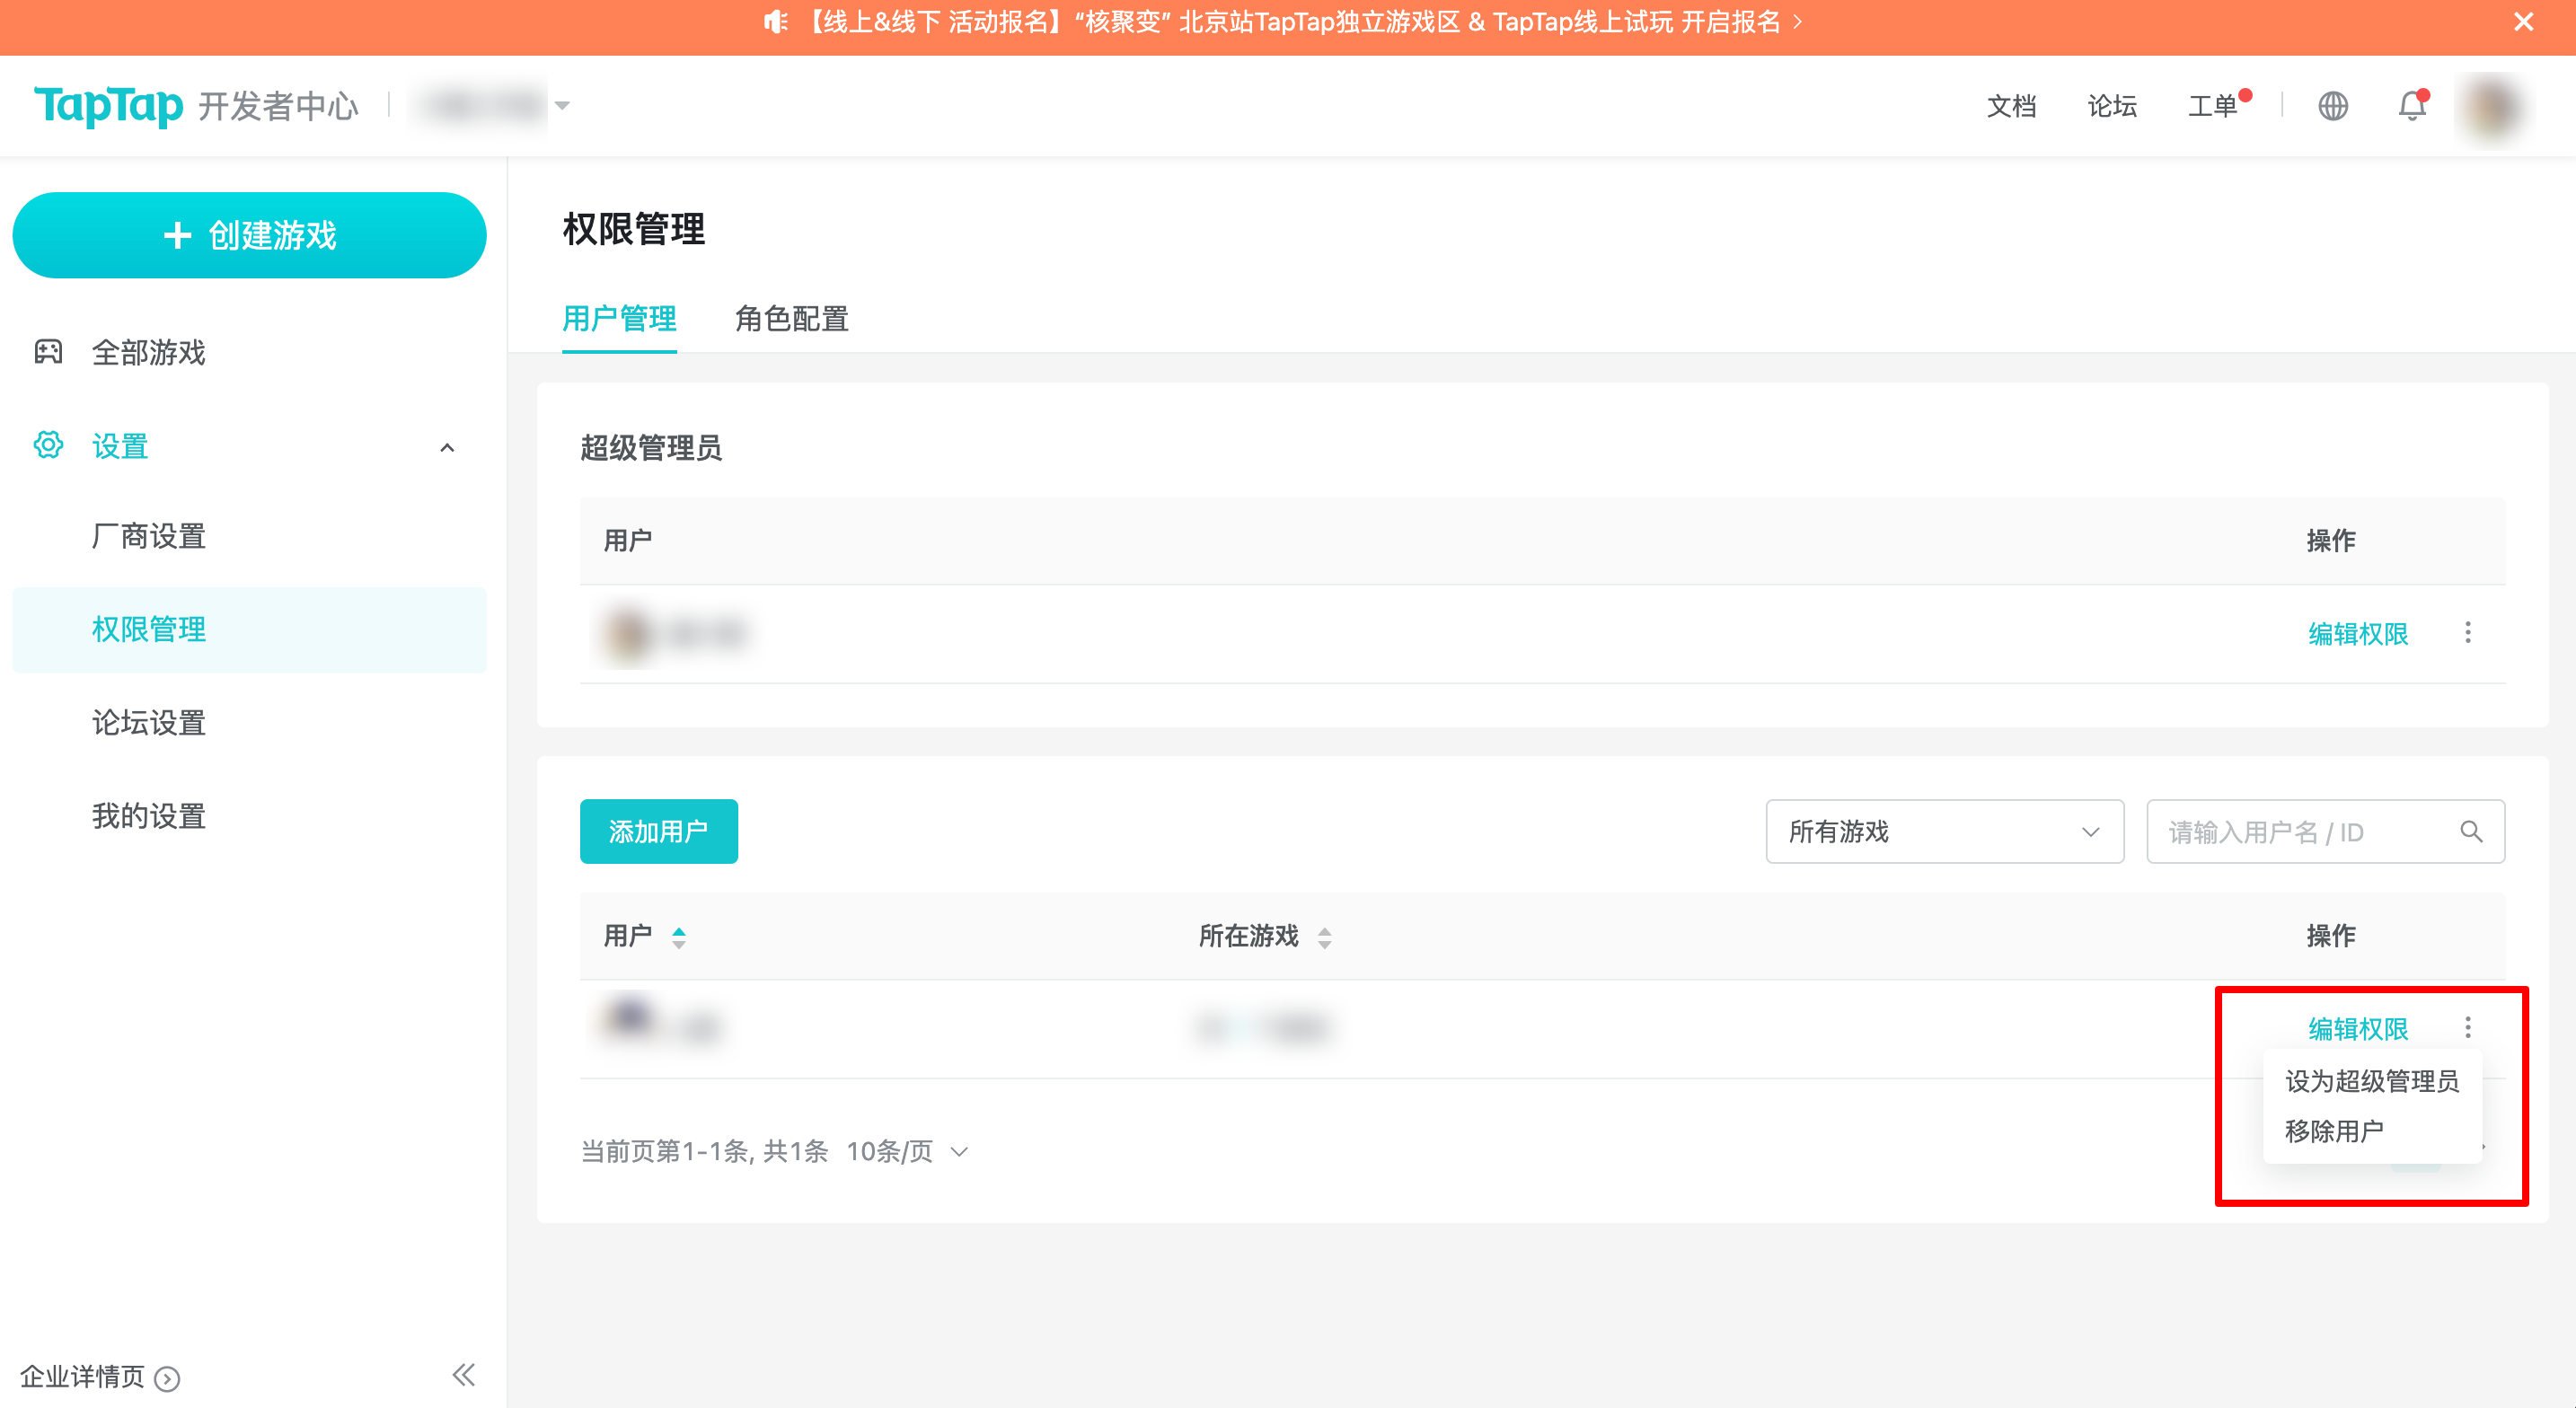 【线上&线下 活动报名】“核聚变” 北京站TapTap独立游戏区 & TapTap线上试玩 开启报名
TapTap 开发者中心
文档 论坛 工单
创建游戏
全部游戏
设置
厂商设置
权限管理
论坛设置
我的设置
企业详情页
权限管理
用户管理 角色配置
超级管理员
用户 操作
编辑权限
添加用户 所有游戏 请输入用户名 / ID
用户 所在游戏 操作
编辑权限
设为超级管理员
移除用户
当前页第1-1条, 共1条 10条/页